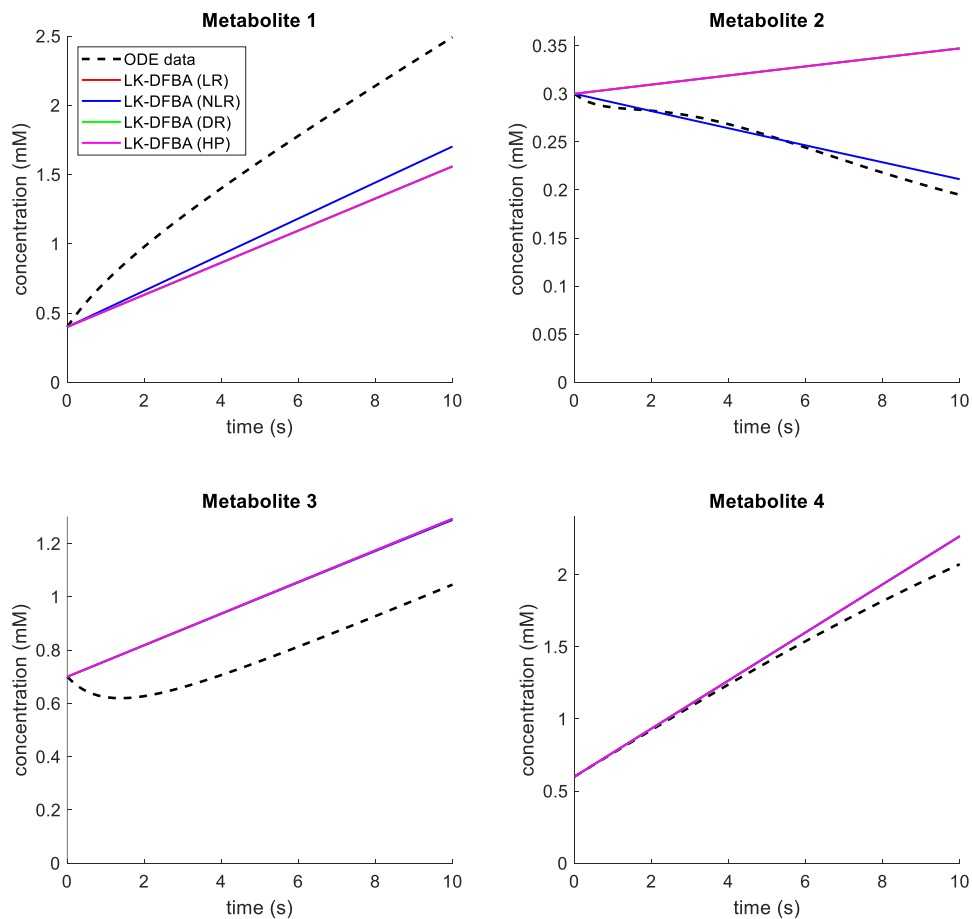 Metabolite 1
2.5
2
1.5
1
0.5
0
concentration (mM)
ODE data
LK-DFBA (LR)
LK-DFBA (NLR)
LK-DFBA (DR)
LK-DFBA (HP)
0 2 4 6 8 10
time (s)
Metabolite 2
0.35
0.3
0.25
0.2
0.15
0.1
0.05
0
concentration (mM)
0 2 4 6 8 10
time (s)
Metabolite 3
1.2
1
0.8
0.6
0.4
0.2
0
concentration (mM)
0 2 4 6 8 10
time (s)
Metabolite 4
2
1.5
1
0.5
0
concentration (mM)
0 2 4 6 8 10
time (s)